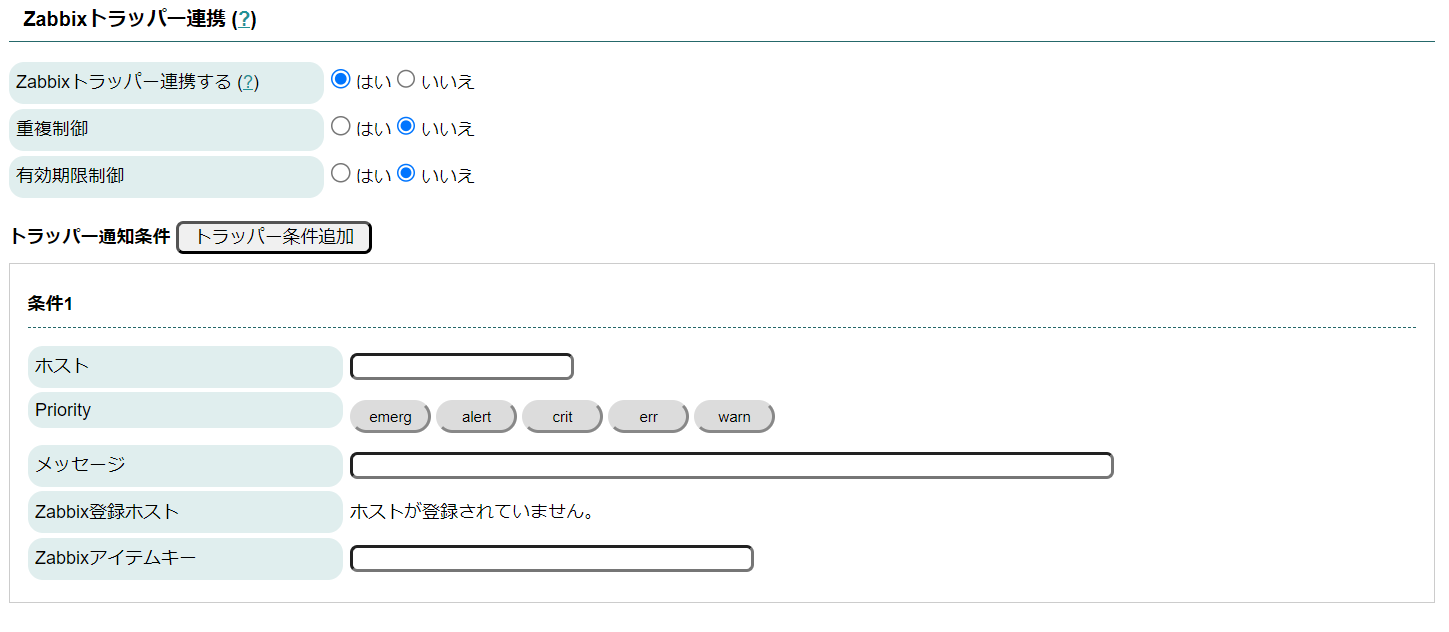 Zabbixトラッパー連携 (?)
Zabbixトラッパー連携する (?) はい いいえ
重複制御 はい いいえ
有効期限制御 はい いいえ
トラッパー通知条件 トラッパー条件追加
条件1
ホスト
Priority emerg alert crit err warn
メッセージ
Zabbix登録ホスト ホストが登録されていません。
Zabbixアイテムキー